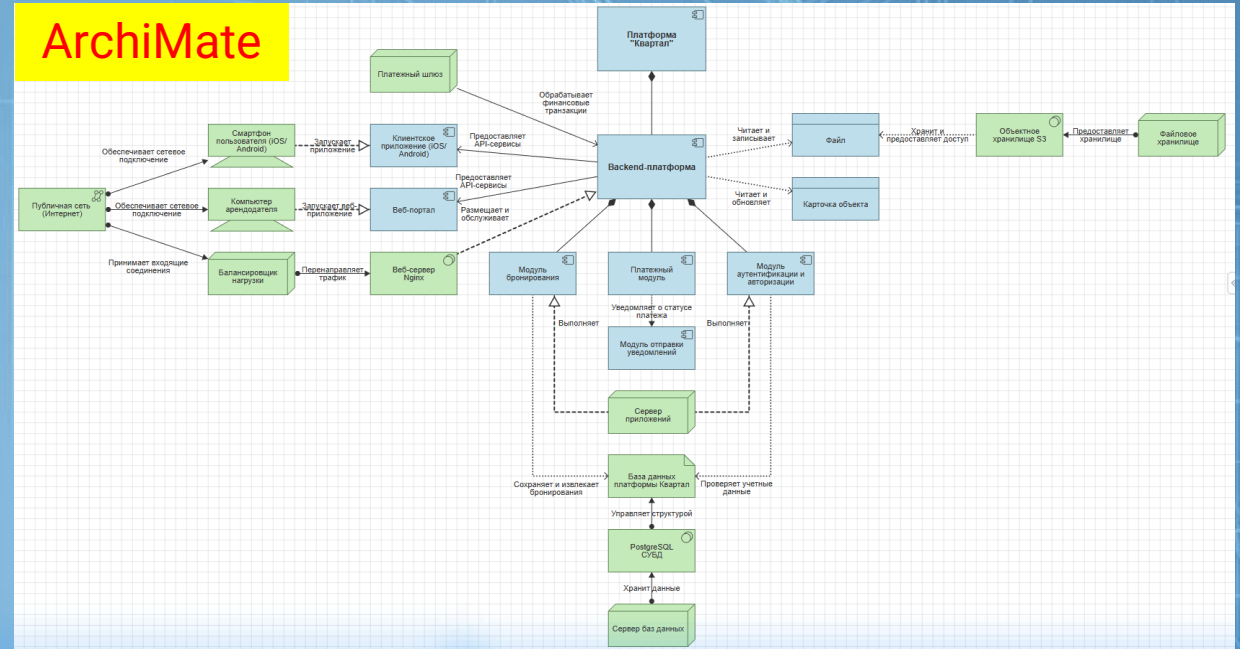 ArchiMate
Платформа
"Квартал"
Платежный шлюз
Обрабатывает
финансовые
транзакции
Смартфон
пользователя (iOS/
Android)
Запускает
приложение
Клиентское
приложение (iOS/
Android)
Предоставляет
API-сервисы
Backend-платформа
Читает и
записывает
Файл
Хранит и
предоставляет доступ
Объектное
хранилище S3
Предоставляет
хранилище
Файловое
хранилище
Обеспечивает сетевое
подключение
Публичная сеть
(Интернет)
Обеспечивает сетевое
подключение
Компьютер
арендодателя
Запускает веб-
приложение
Веб-портал
Предоставляет
API-сервисы
Размещает и
обслуживает
Читает и
обновляет
Карточка объекта
Принимает входящие
соединения
Балансировщик
нагрузки
Перенаправляет
трафик
Веб-сервер
Nginx
Модуль
бронирования
Платежный
модуль
Модуль
аутентификации и
авторизации
Уведомляет о статусе
платежа
Выполняет
Выполняет
Модуль отправки
уведомлений
Сервер
приложений
Сохраняет и извлекает
бронирования
База данных
платформы Квартал
Проверяет учетные
данные
Управляет структурой
PostgreSQL
СУБД
Хранит данные
Сервер баз данных